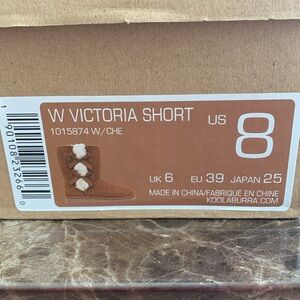 W VICTORIA SHORT
1015874 W/CHE
US 8
UK 6 EU 39 JAPAN 25
MADE IN CHINA/FABRIQUÉ EN CHINE
KOOLABURRA.COM